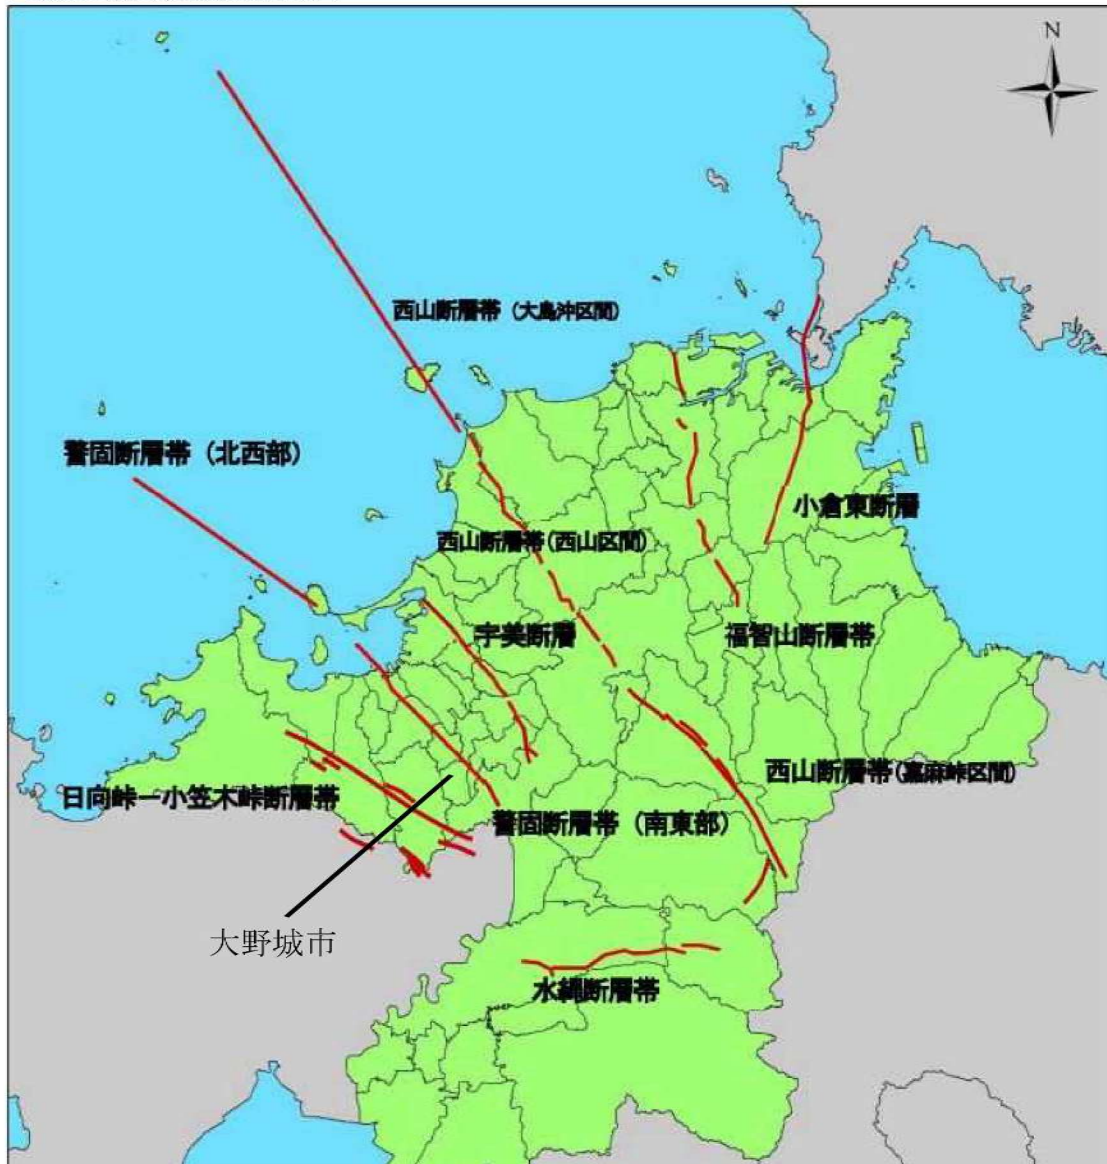 N
西山断層帯（大島沖区間）
警固断層帯（北西部）
小倉東断層
西山断層帯(西山区間)
宇美断層
福智山断層帯
西山断層帯(嘉麻峠区間)
日向峠ー小笠木峠断層帯
警固断層帯（南東部）
大野城市
水縄断層帯